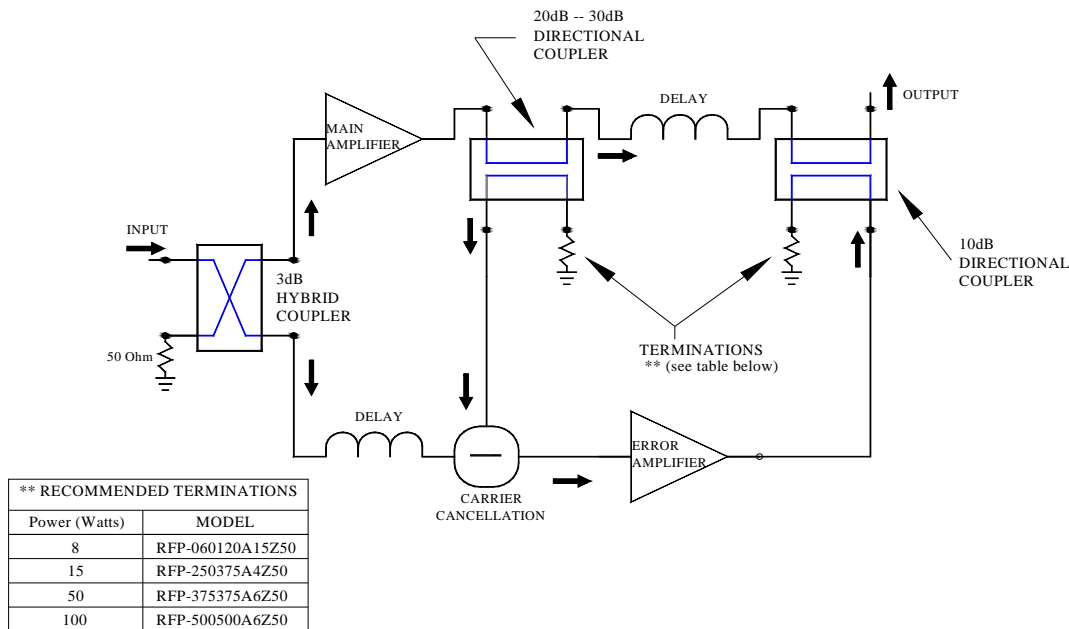 20dB -- 30dB
DIRECTIONAL
COUPLER
DELAY
OUTPUT
MAIN
AMPLIFIER
INPUT
3dB
HYBRID
COUPLER
10dB
DIRECTIONAL
COUPLER
50 Ohm
TERMINATIONS
** (see table below)
DELAY
ERROR
AMPLIFIER
CARRIER
CANCELLATION
** RECOMMENDED TERMINATIONS
Power (Watts) MODEL
8 RFP-060120A15Z50
15 RFP-250375A4Z50
50 RFP-375375A6Z50
100 RFP-500500A6Z50